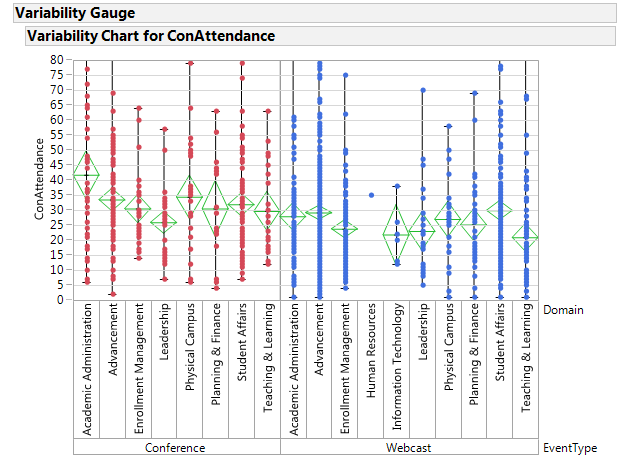 Variability Gauge
Variability Chart for ConAttendance
80
75
70
65
60
55
50
45
40
35
30
25
20
15
10
5
0
ConAttendance
Academic Administration
Advancement
Enrollment Management
Leadership
Physical Campus
Planning & Finance
Student Affairs
Teaching & Learning
Academic Administration
Advancement
Enrollment Management
Human Resources
Information Technology
Leadership
Physical Campus
Planning & Finance
Student Affairs
Teaching & Learning
Domain
Conference
Webcast
EventType